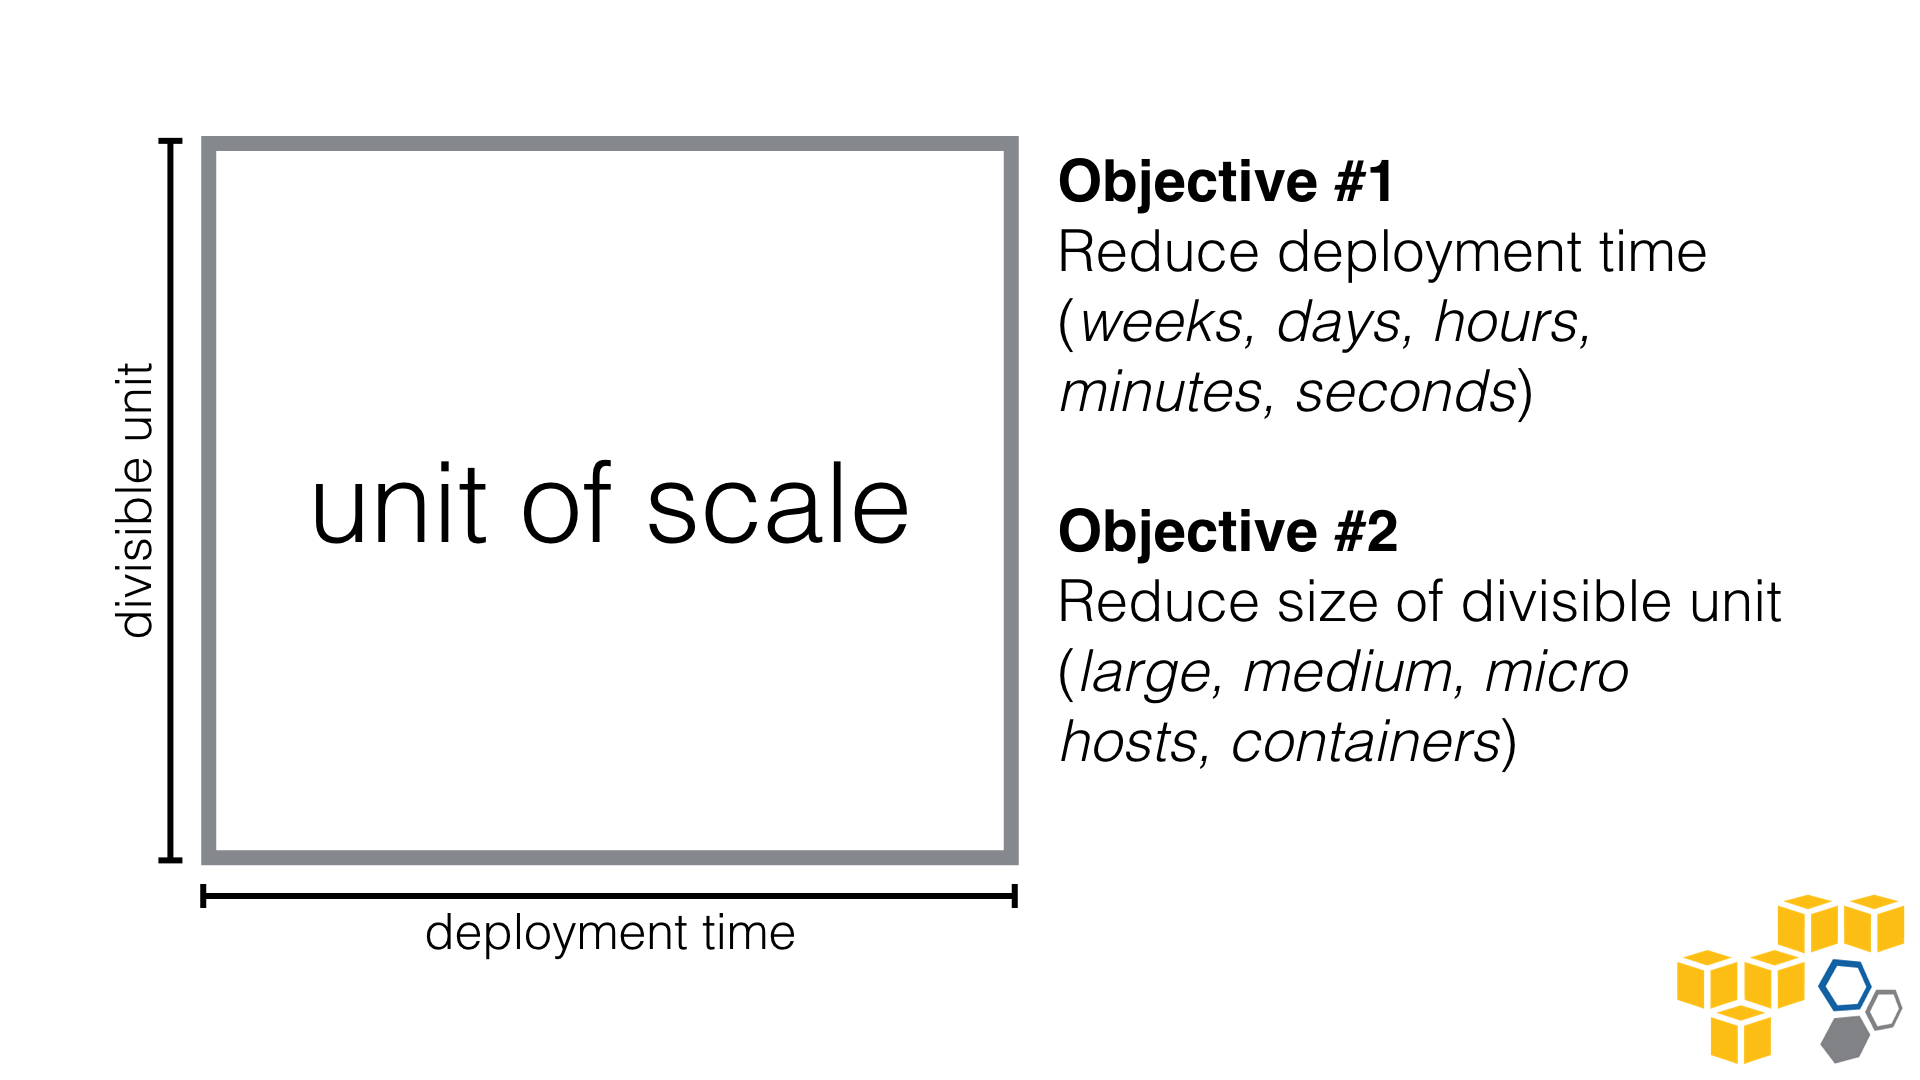 divisible unit
unit of scale
deployment time
Objective #1
Reduce deployment time
(weeks, days, hours,
minutes, seconds)
Objective #2
Reduce size of divisible unit
(large, medium, micro
hosts, containers)